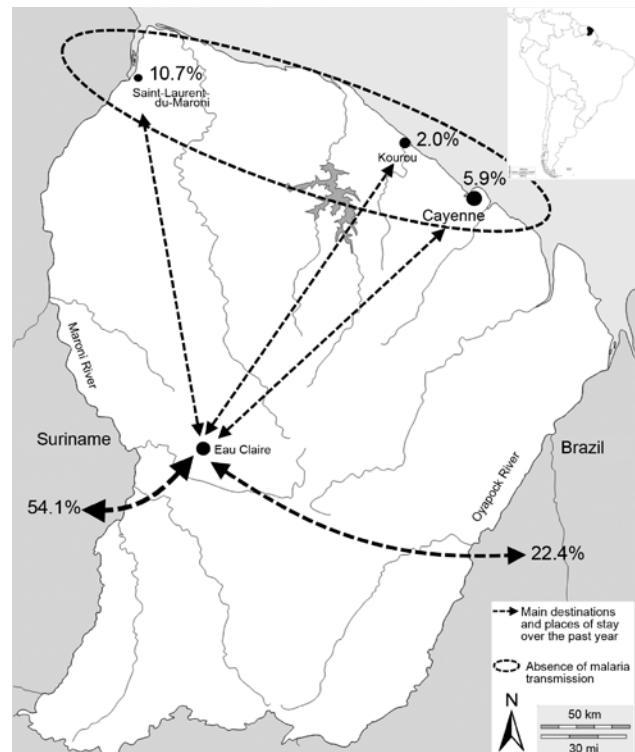 10.7%
Saint-Laurent
du-Maroni
2.0%
Kourou
5.9%
Cayenne
Maroni River
Suriname
Eau Claire
Brazil
Oyapock River
54.1%
22.4%
Main destinations
and places of stay
over the past year
Absence of malaria
transmission
N
50 km
30 mi